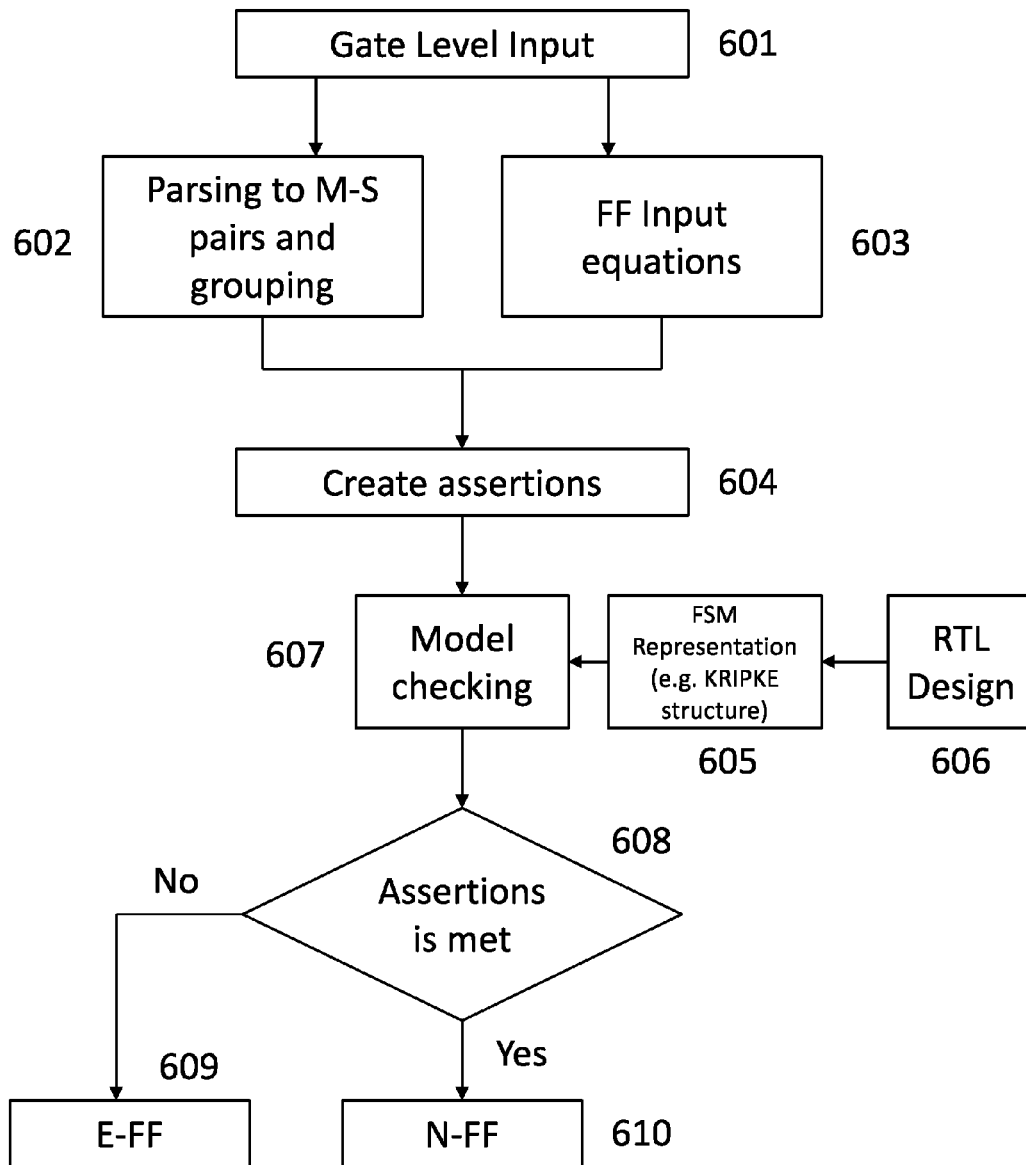 Gate Level Input
601
Parsing to M-S
pairs and
grouping
602
FF Input
equations
603
Create assertions
604
Model
checking
607
FSM
Representation
(e.g. KRIPKE
structure)
605
RTL
Design
606
608
Assertions
is met
No
Yes
609
E-FF
N-FF
610